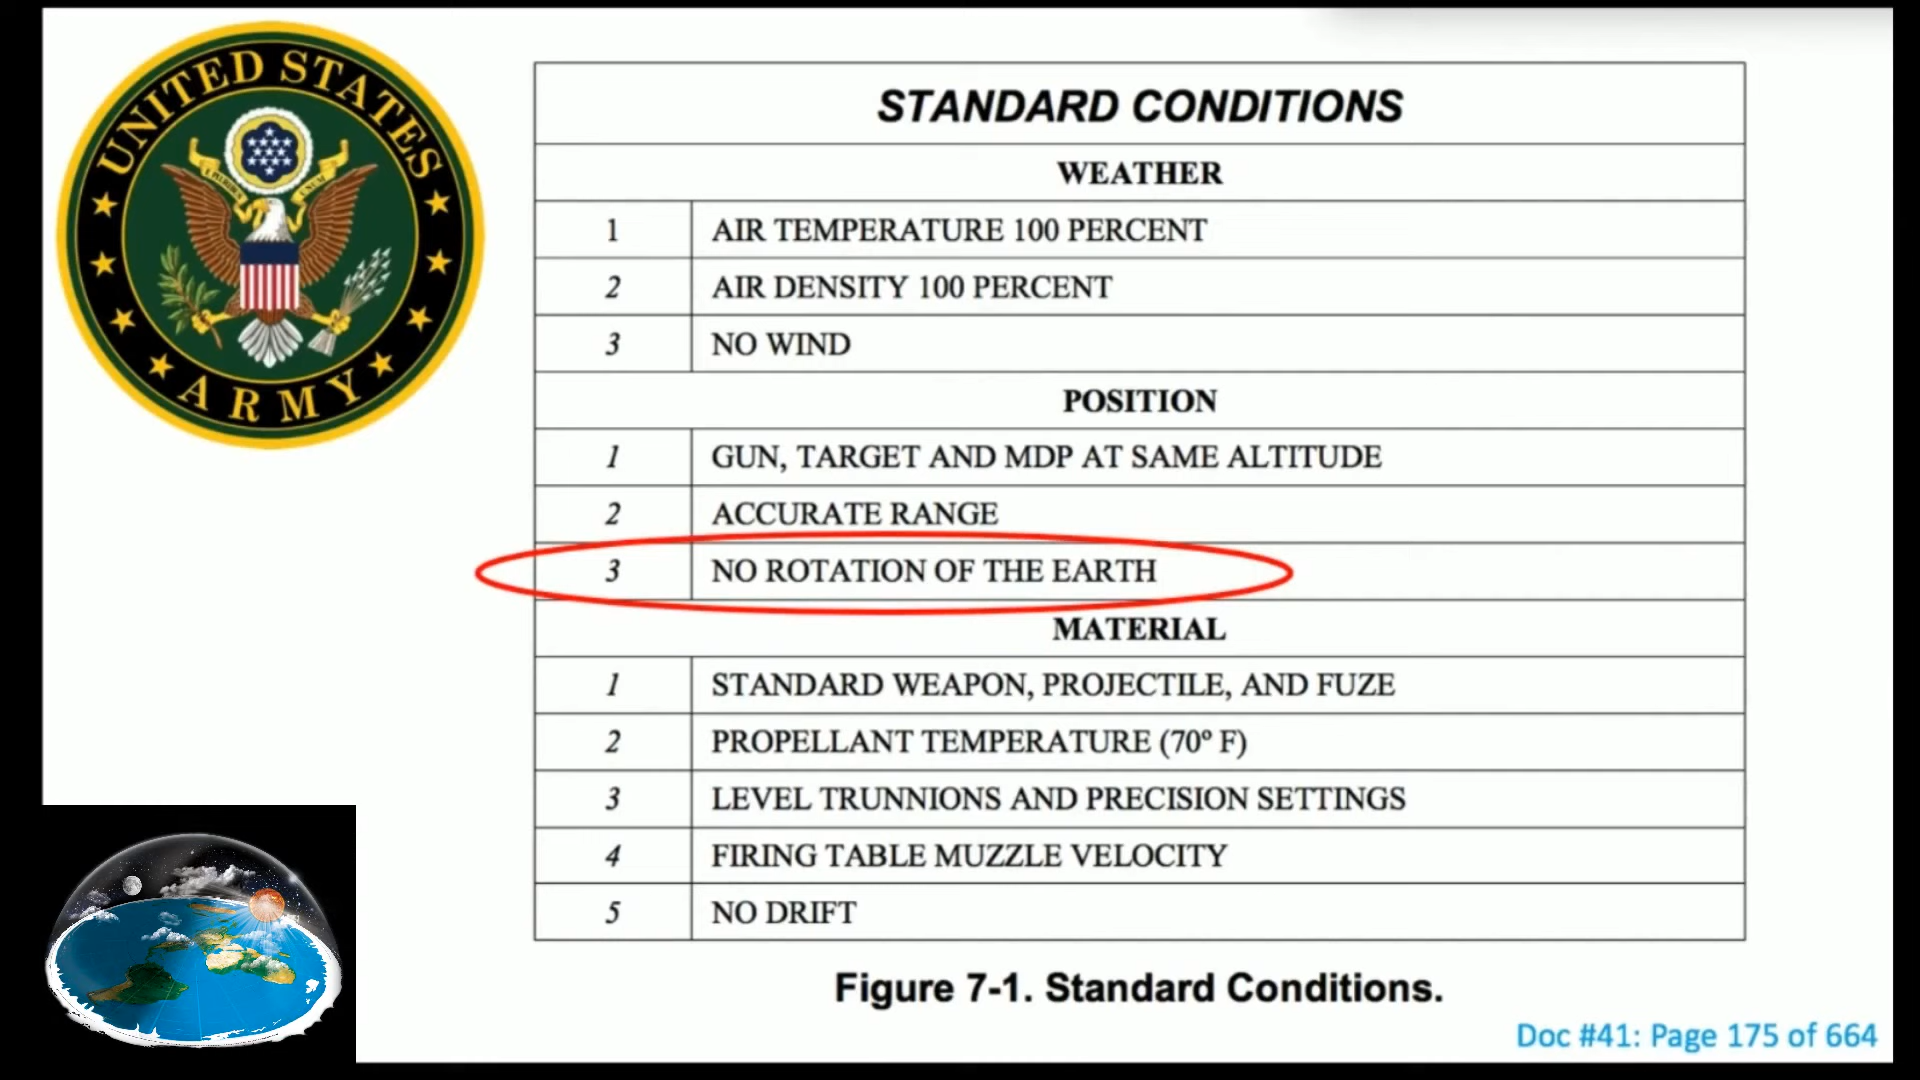 UNITED STATES
ARMY
STANDARD CONDITIONS
WEATHER
1 AIR TEMPERATURE 100 PERCENT
2 AIR DENSITY 100 PERCENT
3 NO WIND
POSITION
1 GUN, TARGET AND MDP AT SAME ALTITUDE
2 ACCURATE RANGE
3 NO ROTATION OF THE EARTH
MATERIAL
1 STANDARD WEAPON, PROJECTILE, AND FUZE
2 PROPELLANT TEMPERATURE (70º F)
3 LEVEL TRUNNIONS AND PRECISION SETTINGS
4 FIRING TABLE MUZZLE VELOCITY
5 NO DRIFT
Figure 7-1. Standard Conditions.
Doc #41: Page 175 of 664